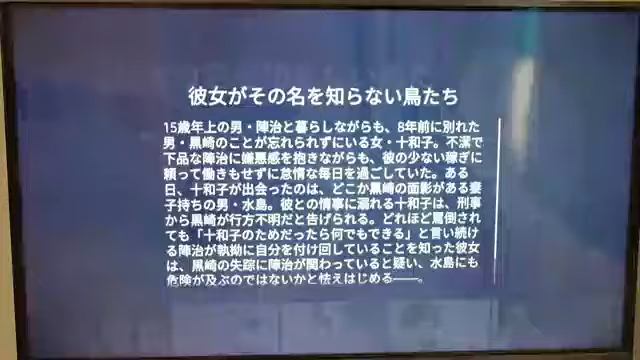 彼女がその名を知らない鳥たち
15歳年上の男・陣治と暮らしながらも、8年前に別れた
男・黒崎のことが忘れられずにいる女・十和子。不潔で
下品な陣治に嫌悪感を抱きながらも、彼の少ない稼ぎに
頼って働きもせずに怠惰な毎日を過ごしていた。ある
日、十和子が出会ったのは、どこか黒崎の面影がある妻
子持ちの男・水島。彼との情事に溺れる十和子は、刑事
から黒崎が行方不明だと告げられる。どれほど罵倒され
ても「十和子のためだったら何でもできる」と言い続け
る陣治が執拗に自分を付け回していることを知った彼女
は、黒崎の失踪に陣治が関わっていると疑い、水島にも
危険が及ぶのではないかと怯えはじめる――。